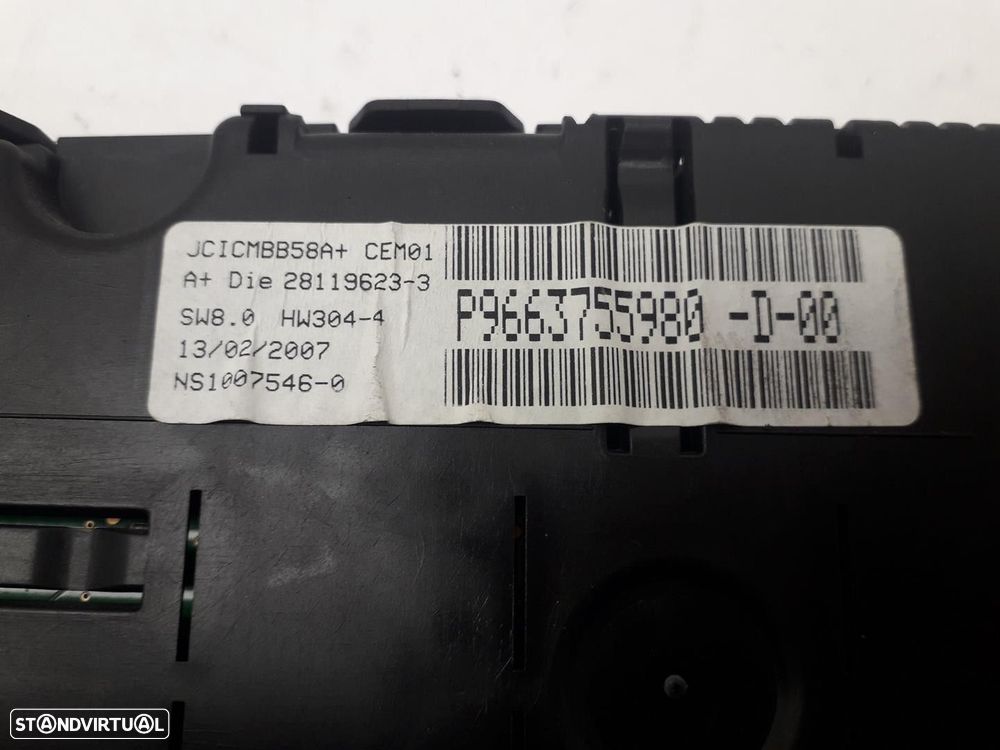 JCICMBB58A+ CEM01
A+ Die 28119623-3
SW8.0 HW304-4
13/02/2007
NS1007546-0
P9663755980 -D-00
STANDVIRTUAL